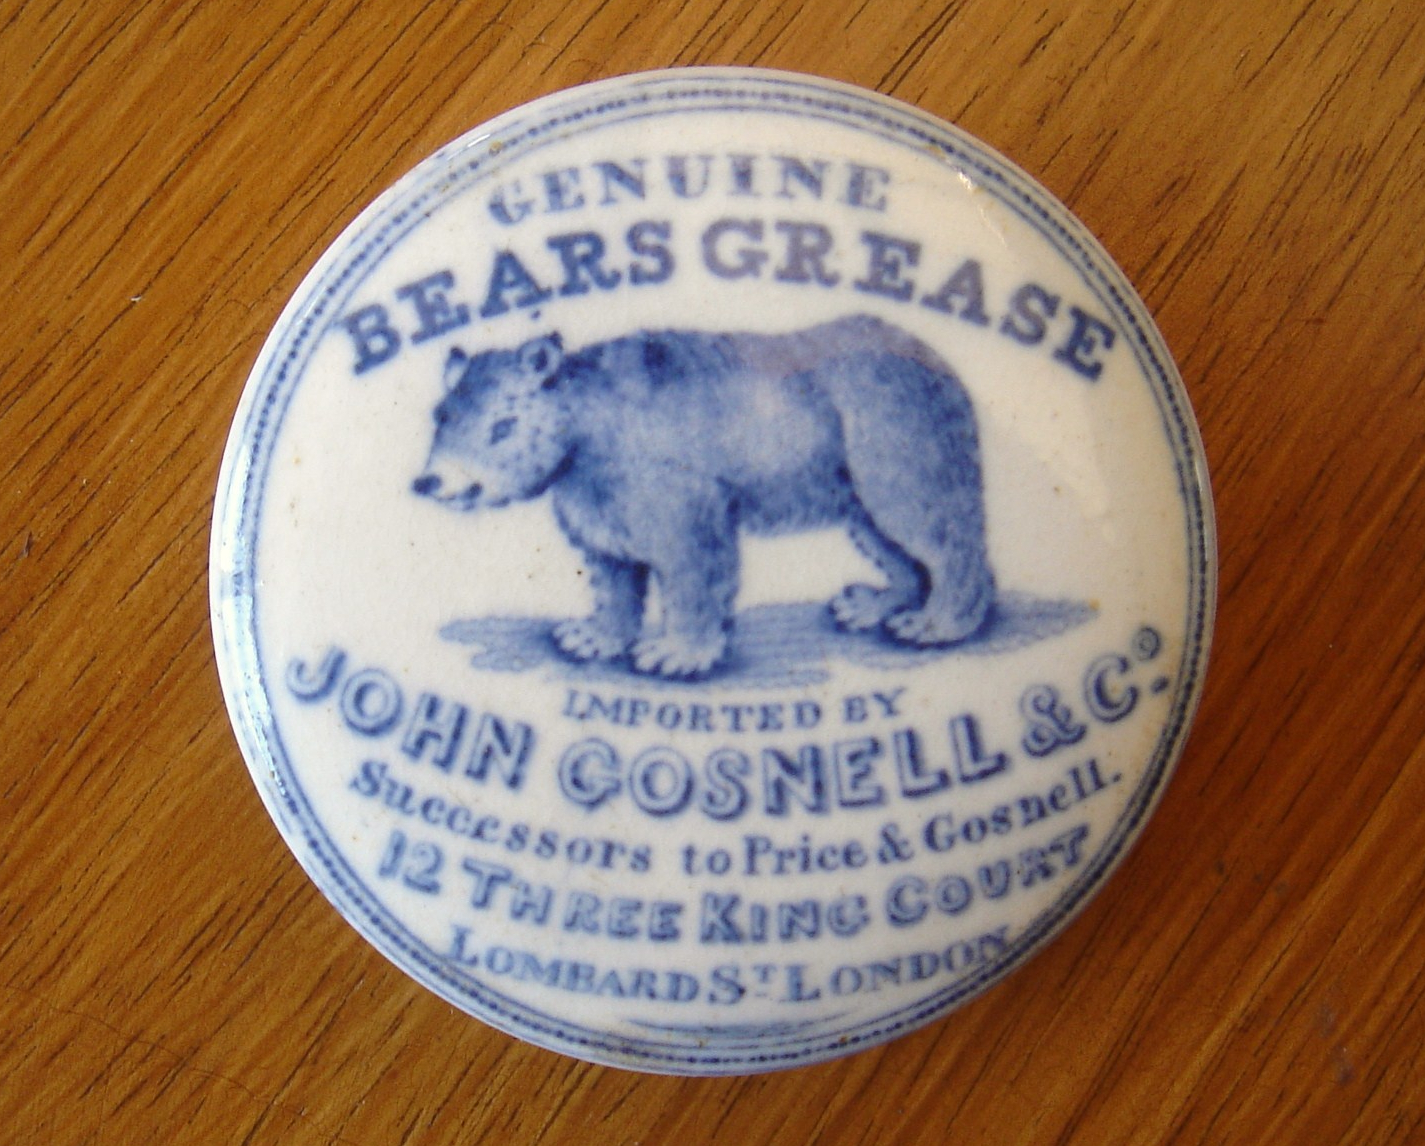 GENUINE
BEARS GREASE
IMPORTED BY
JOHN GOSNELL & Co.
Successors to Price & Gosnell.
12 THREE KING COURT
LOMBARD ST. LONDON